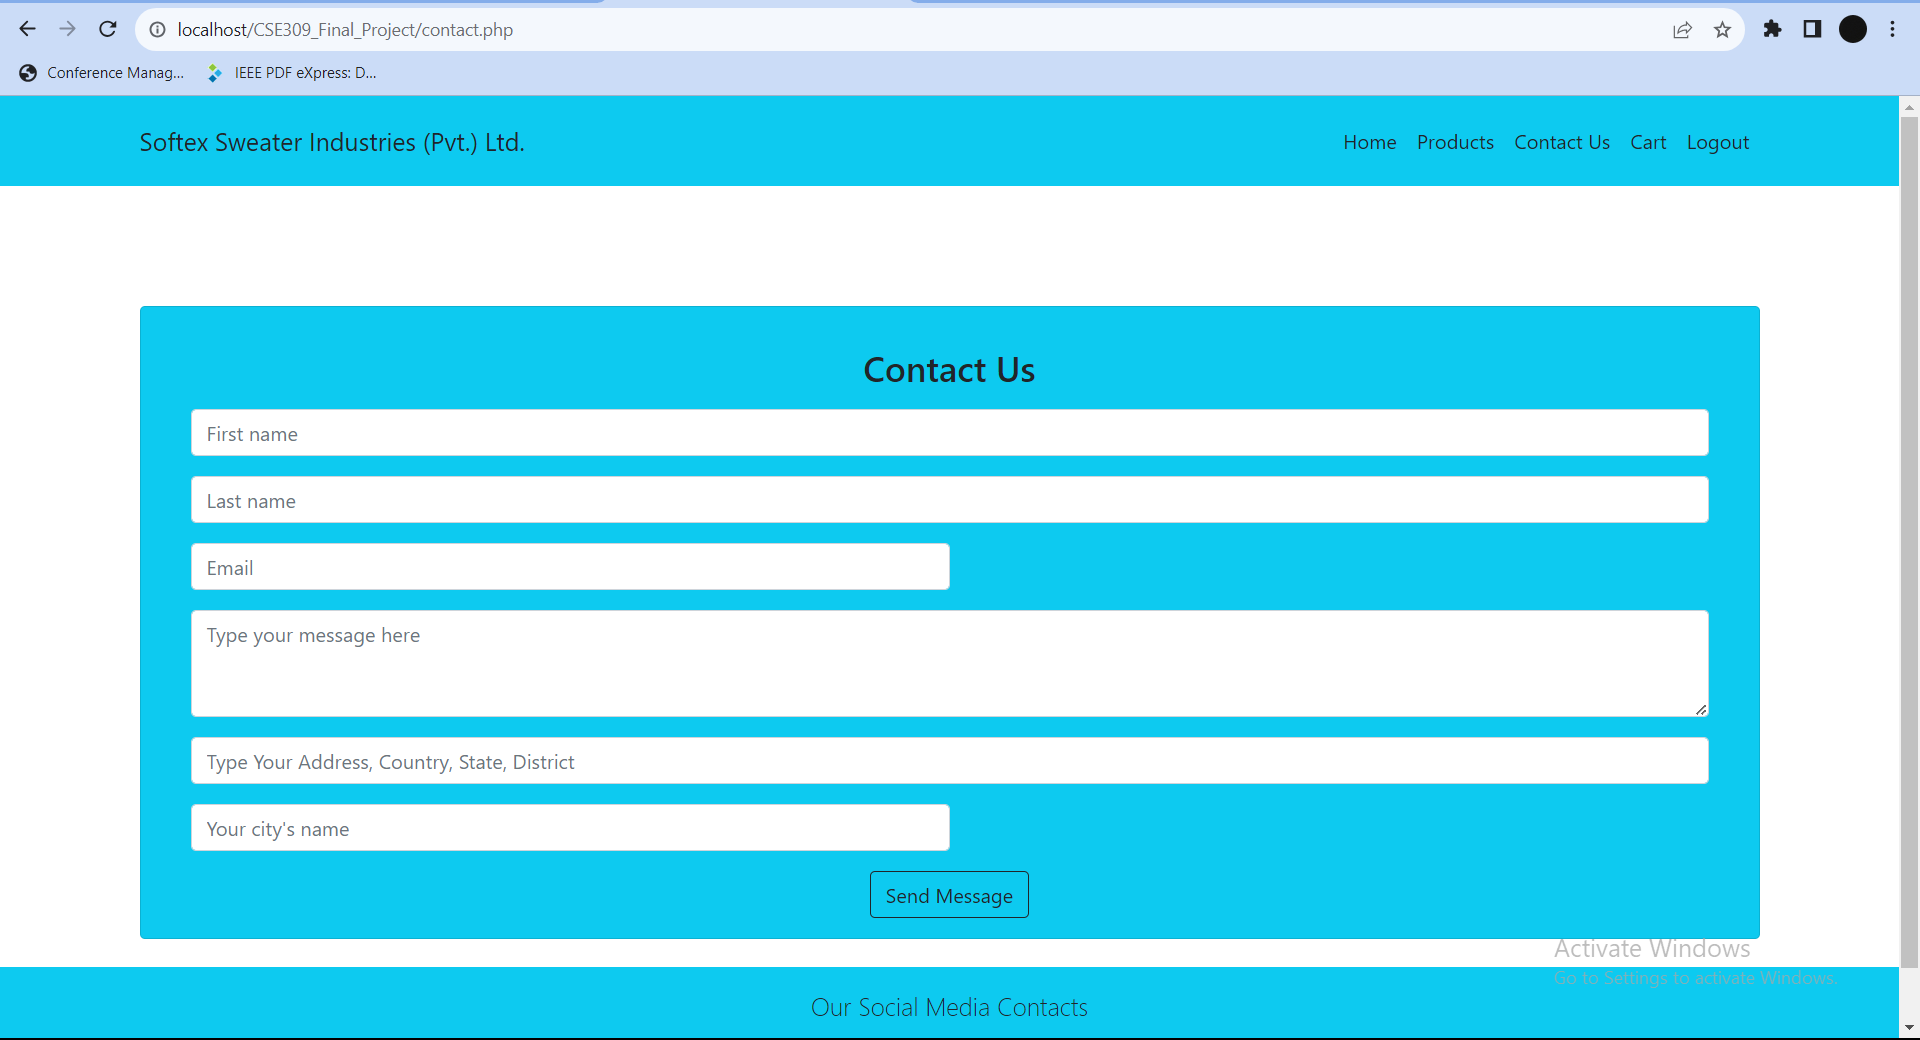 localhost/CSE309_Final_Project/contact.php
Conference Manag... IEEE PDF eXpress: D...
Softex Sweater Industries (Pvt.) Ltd. Home Products Contact Us Cart Logout
Contact Us
First name
Last name
Email
Type your message here
Type Your Address, Country, State, District
Your city's name
Send Message
Activate Windows
Go to Settings to activate Windows.
Our Social Media Contacts